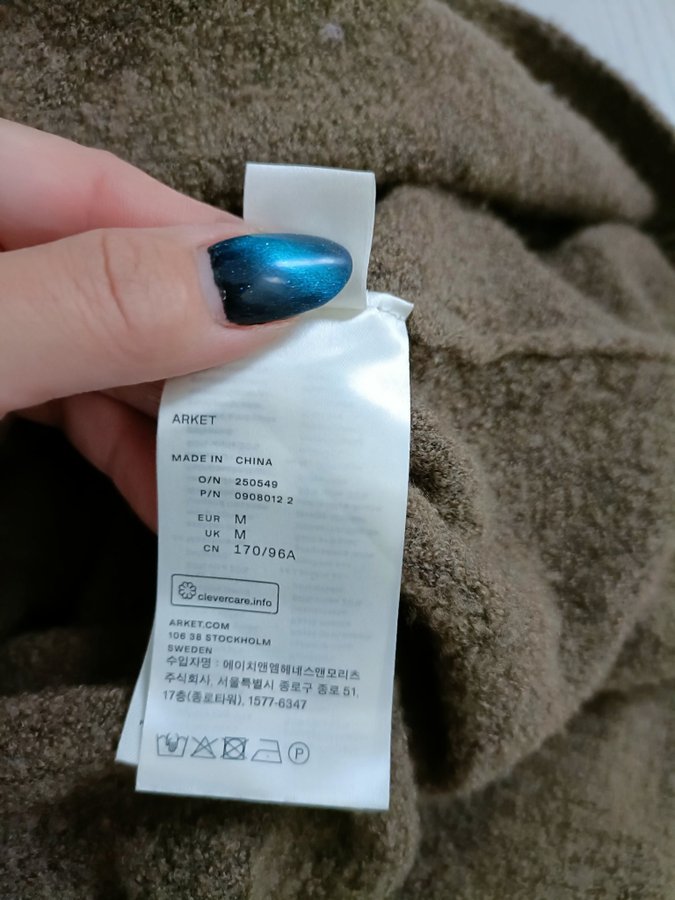 ARKET
MADE IN CHINA
O/N 250549
P/N 0908012 2
EUR M
UK M
CN 170/96A
clevercare.info
ARKET.COM
106 38 STOCKHOLM
SWEDEN
수입자명 : 에이치앤엠헤네스앤모리츠
주식회사, 서울특별시 종로구 종로 51,
17층(종로타워), 1577-6347
P